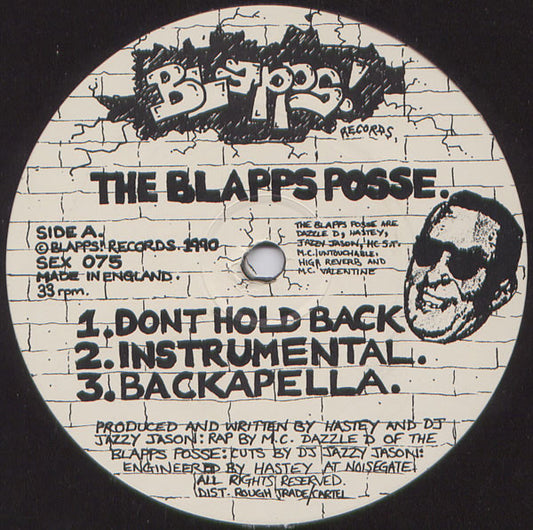 BLAPPS!
RECORDS,
THE BLAPPS POSSE.
SIDE A.
© BLAPPS! RECORDS. 1990
SEX 075
MADE IN ENGLAND.
33 rpm.
THE BLAPPS POSSE ARE
DAZZLE D, HASTEY,
JAZZY JASON, HC S.T.
M.C. UNTOUCHABLE,
HIGH REVERB AND
M.C. VALENTINE
1. DONT HOLD BACK
2. INSTRUMENTAL.
3. BACKAPELLA.
PRODUCED AND WRITTEN BY HASTEY AND DJ
JAZZY JASON: RAP BY M.C. DAZZLE D OF THE
BLAPPS POSSE: CUTS BY DJ JAZZY JASON:
ENGINEERED BY HASTEY AT NOISEGATE.
ALL RIGHTS RESERVED.
DIST. ROUGH TRADE/CARTEL